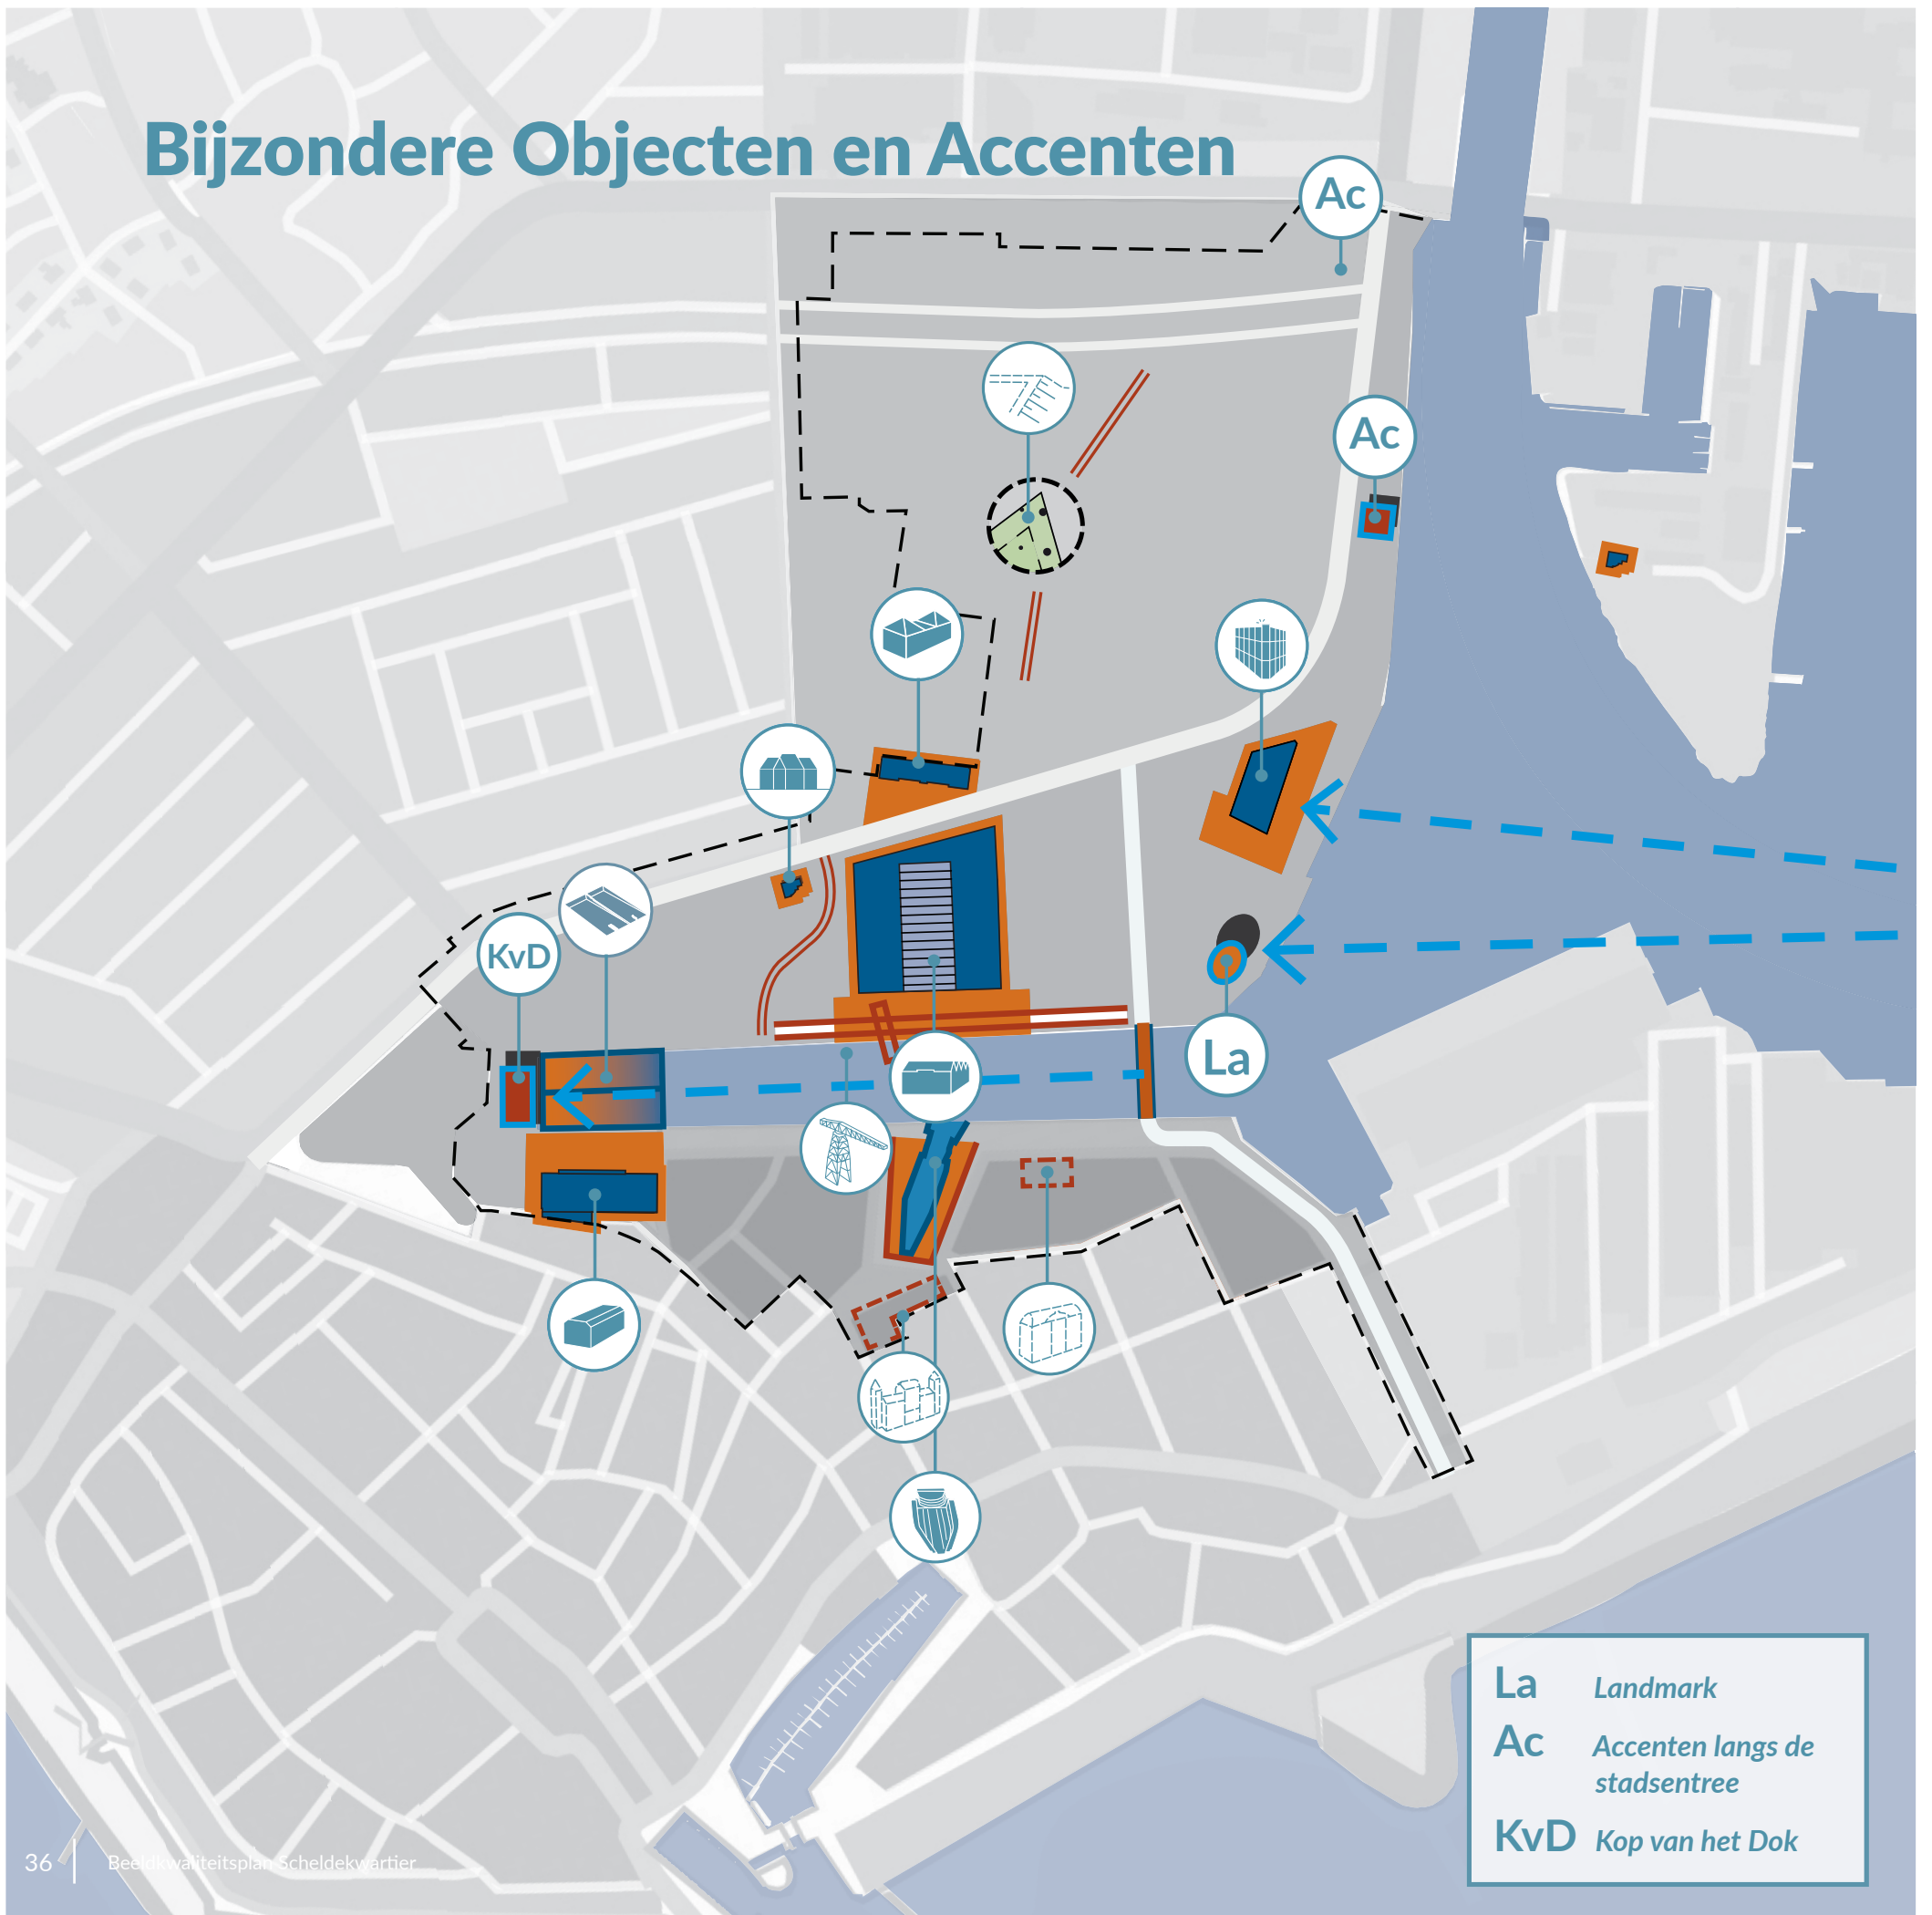 Bijzondere Objecten en Accenten
Ac
Ac
KvD
La
La Landmark
Ac Accenten langs de
stadsentree
KvD Kop van het Dok
36 Beeldkwaliteitsplan Scheldekwartier